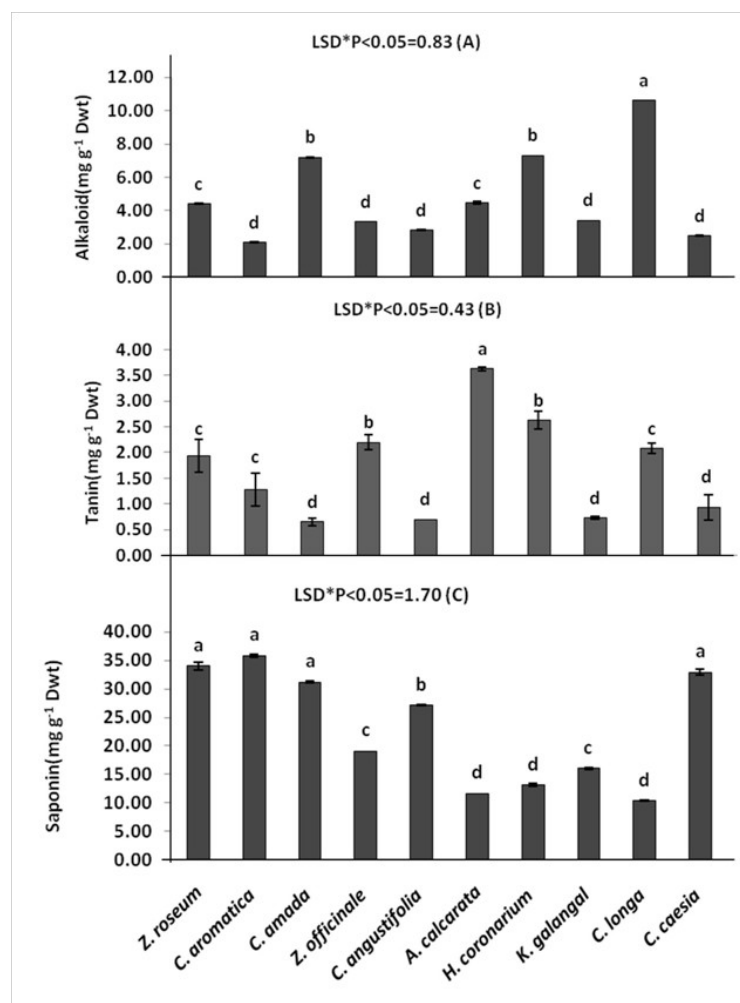 LSD*P<0.05=0.83 (A)
Alkaloid(mg g-1 Dwt)
12.00
10.00
8.00
6.00
4.00
2.00
0.00
c
d
b
d
d
c
b
d
a
d
LSD*P<0.05=0.43 (B)
Tanin(mg g-1 Dwt)
4.00
3.50
3.00
2.50
2.00
1.50
1.00
0.50
0.00
c
c
d
b
d
a
b
d
c
d
LSD*P<0.05=1.70 (C)
Saponin(mg g-1 Dwt)
40.00
35.00
30.00
25.00
20.00
15.00
10.00
5.00
0.00
a
a
a
c
b
d
d
c
d
a
Z. roseum
C. aromatica
C. amada
Z. officinale
C. angustifolia
A. calcarata
H. coronarium
K. galangal
C. longa
C. caesia